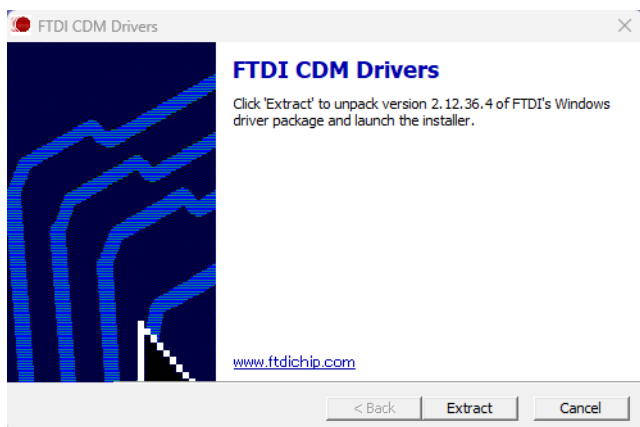 FTDI CDM Drivers
FTDI CDM Drivers
Click 'Extract' to unpack version 2.12.36.4 of FTDI's Windows
driver package and launch the installer.
www.ftdichip.com
< Back
Extract
Cancel